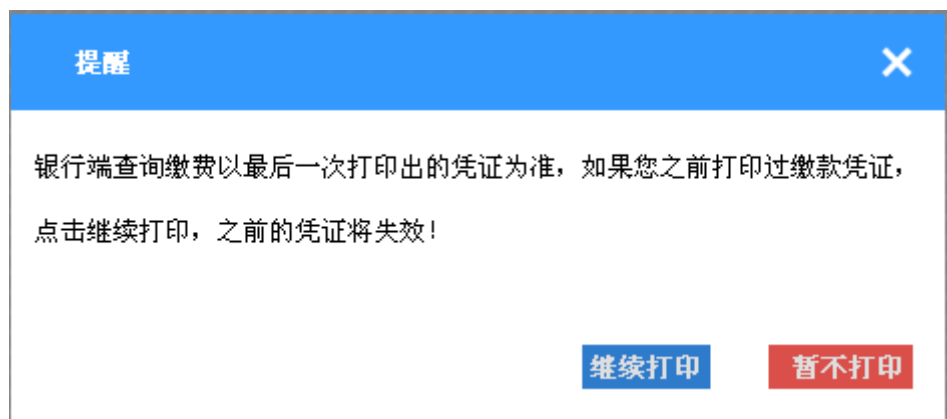 提醒
银行端查询缴费以最后一次打印出的凭证为准，如果您之前打印过缴款凭证，
点击继续打印，之前的凭证将失效！
继续打印 暂不打印